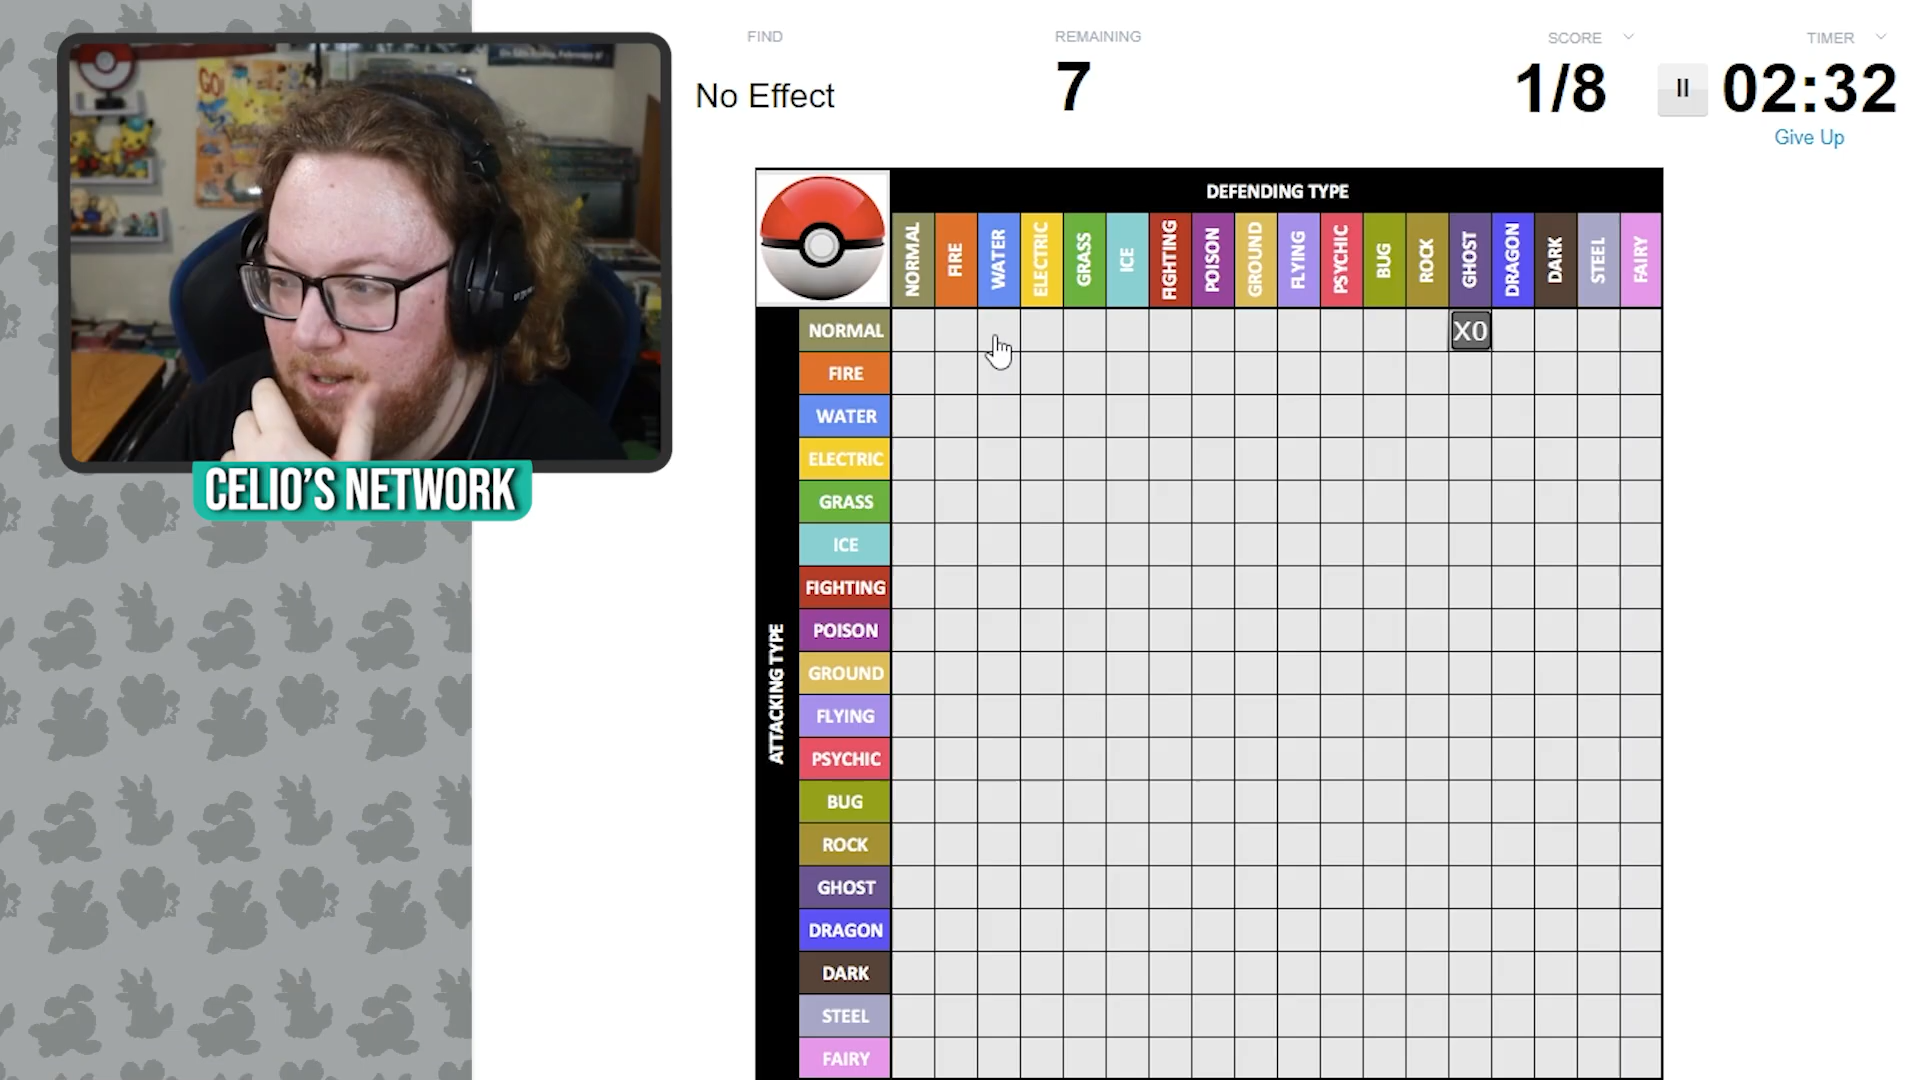 FIND
REMAINING
SCORE
TIMER
No Effect
7
1/8
02:32
Give Up
GO!
CELIO'S NETWORK
DEFENDING TYPE
NORMAL
FIRE
WATER
ELECTRIC
GRASS
ICE
FIGHTING
POISON
GROUND
FLYING
PSYCHIC
BUG
ROCK
GHOST
DRAGON
DARK
STEEL
FAIRY
ATTACKING TYPE
NORMAL
X0
FIRE
WATER
ELECTRIC
GRASS
ICE
FIGHTING
POISON
GROUND
FLYING
PSYCHIC
BUG
ROCK
GHOST
DRAGON
DARK
STEEL
FAIRY